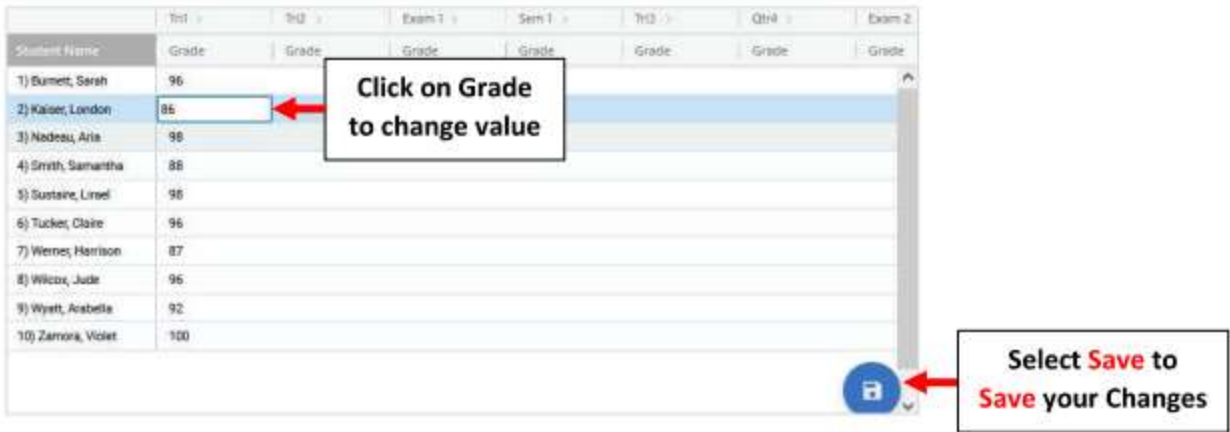 Tri1 Tri2 Exam 1 Sem 1 Tri3 Qtr4 Exam 2
Student Name Grade Grade Grade Grade Grade Grade Grade
1) Burnett, Sarah 96
2) Kaiser, London 86
3) Nadeau, Aria 98
4) Smith, Samantha 88
5) Sustaire, Linsel 98
6) Tucker, Claire 96
7) Werner, Harrison 87
8) Wilcox, Jude 96
9) Wyatt, Arabella 92
10) Zamora, Violet 100
Click on Grade
to change value
Select Save to
Save your Changes